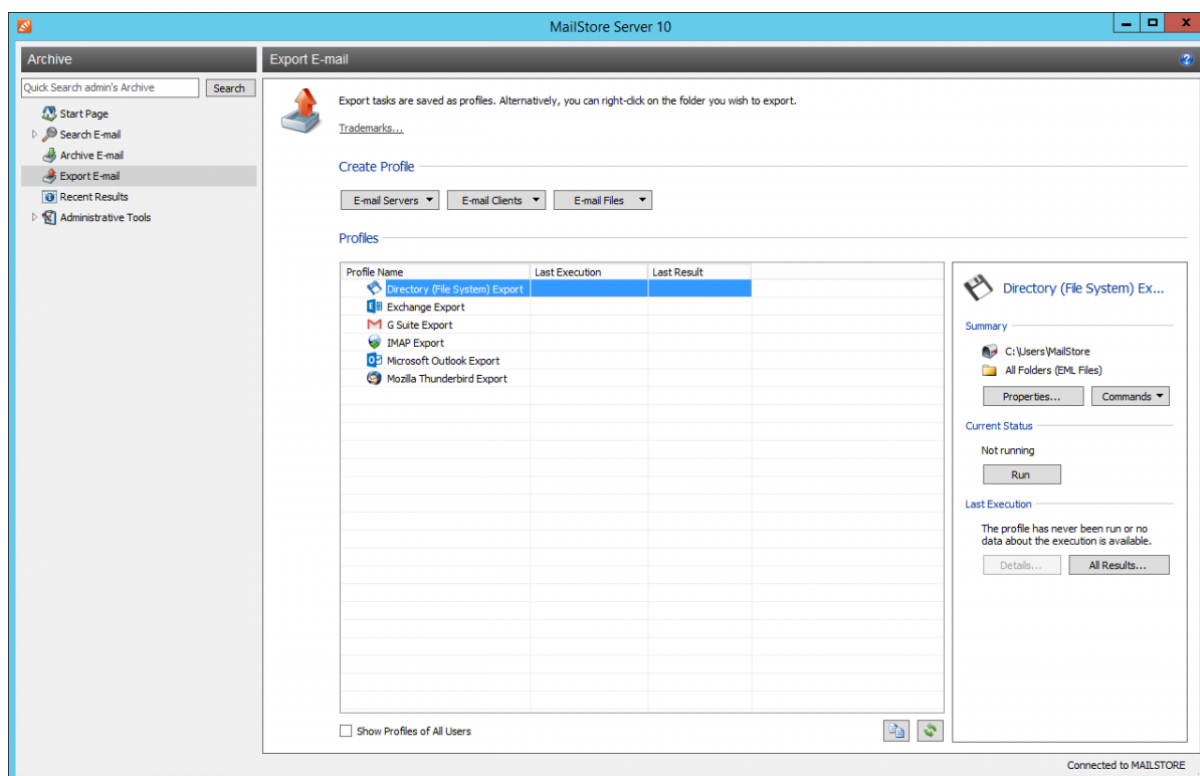 MailStore Server 10
Archive
Export E-mail
Quick Search admin's Archive
Search
Start Page
Search E-mail
Archive E-mail
Export E-mail
Recent Results
Administrative Tools
Export tasks are saved as profiles. Alternatively, you can right-click on the folder you wish to export.
Trademarks...
Create Profile
E-mail Servers
E-mail Clients
E-mail Files
Profiles
Profile Name
Last Execution
Last Result
Directory (File System) Export
Exchange Export
G Suite Export
IMAP Export
Microsoft Outlook Export
Mozilla Thunderbird Export
Show Profiles of All Users
Directory (File System) Ex...
Summary
C:\Users\MailStore
All Folders (EML Files)
Properties...
Commands
Current Status
Not running
Run
Last Execution
The profile has never been run or no
data about the execution is available.
Details...
All Results...
Connected to MAILSTORE